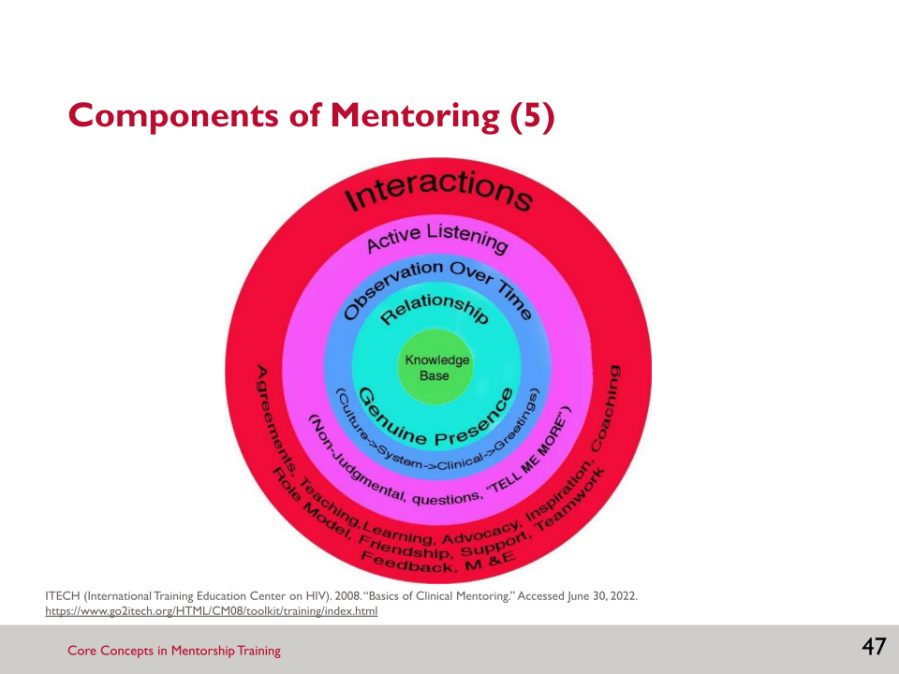 Components of Mentoring (5)
Interactions
Active Listening
Observation Over Time
Relationship
Knowledge
Base
Genuine Presence
(Culture->System->Clinical->Greetings)
(Non-Judgmental, questions, "TELL ME MORE")
Agreements, Teaching,Learning, Advocacy, Inspiration, Coaching
Role Model, Friendship, Support, Teamwork
Feedback, M &E
ITECH (International Training Education Center on HIV). 2008. “Basics of Clinical Mentoring.” Accessed June 30, 2022.
https://www.go2itech.org/HTML/CM08/toolkit/training/index.html
Core Concepts in Mentorship Training
47